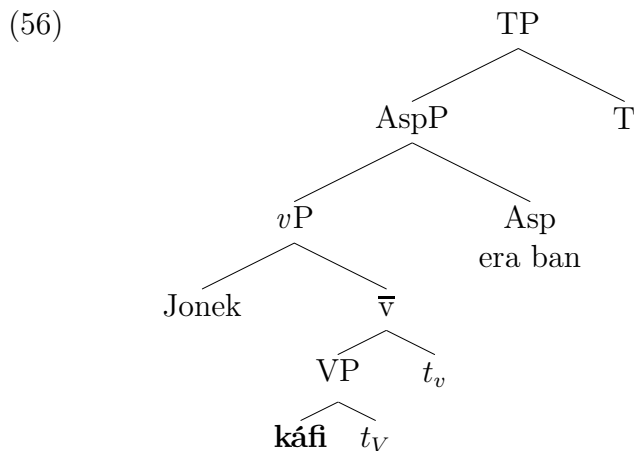 (56) TP
AspP T
vP Asp
era ban
Jonek v̅
VP t_v
káfi t_V